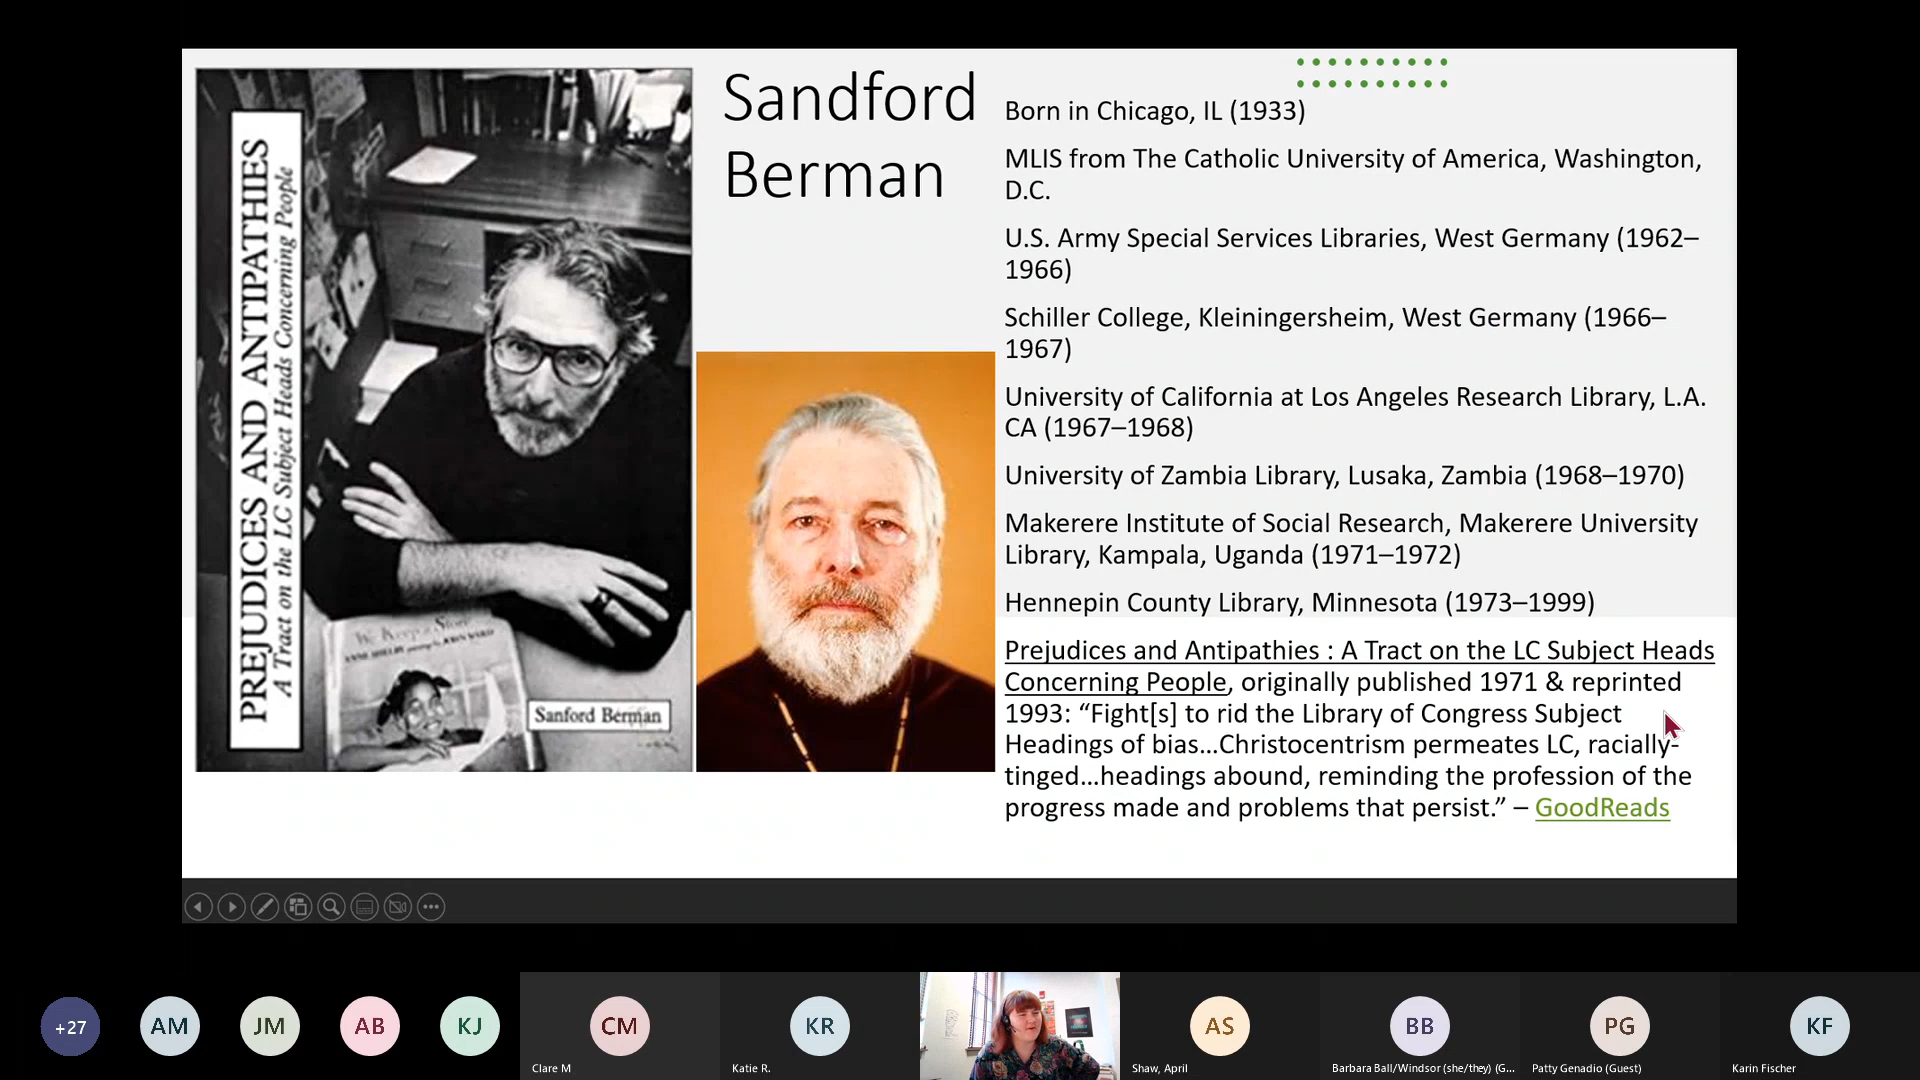 PREJUDICES AND ANTIPATHIES
A Tract on the LC Subject Heads Concerning People
We Keep a Store
ANNE SHELBY
JOHN WARD
Sanford Berman
Sandford
Berman
Born in Chicago, IL (1933)
MLIS from The Catholic University of America, Washington,
D.C.
U.S. Army Special Services Libraries, West Germany (1962–
1966)
Schiller College, Kleiningersheim, West Germany (1966–
1967)
University of California at Los Angeles Research Library, L.A.
CA (1967–1968)
University of Zambia Library, Lusaka, Zambia (1968–1970)
Makerere Institute of Social Research, Makerere University
Library, Kampala, Uganda (1971–1972)
Hennepin County Library, Minnesota (1973–1999)
Prejudices and Antipathies : A Tract on the LC Subject Heads
Concerning People, originally published 1971 & reprinted
1993: “Fight[s] to rid the Library of Congress Subject
Headings of bias…Christocentrism permeates LC, racially-
tinged…headings abound, reminding the profession of the
progress made and problems that persist.” – GoodReads
+27
AM
JM
AB
KJ
CM
KR
AS
BB
PG
KF
Clare M
Katie R.
Shaw, April
Barbara Ball/Windsor (she/they) (G...
Patty Genadio (Guest)
Karin Fischer